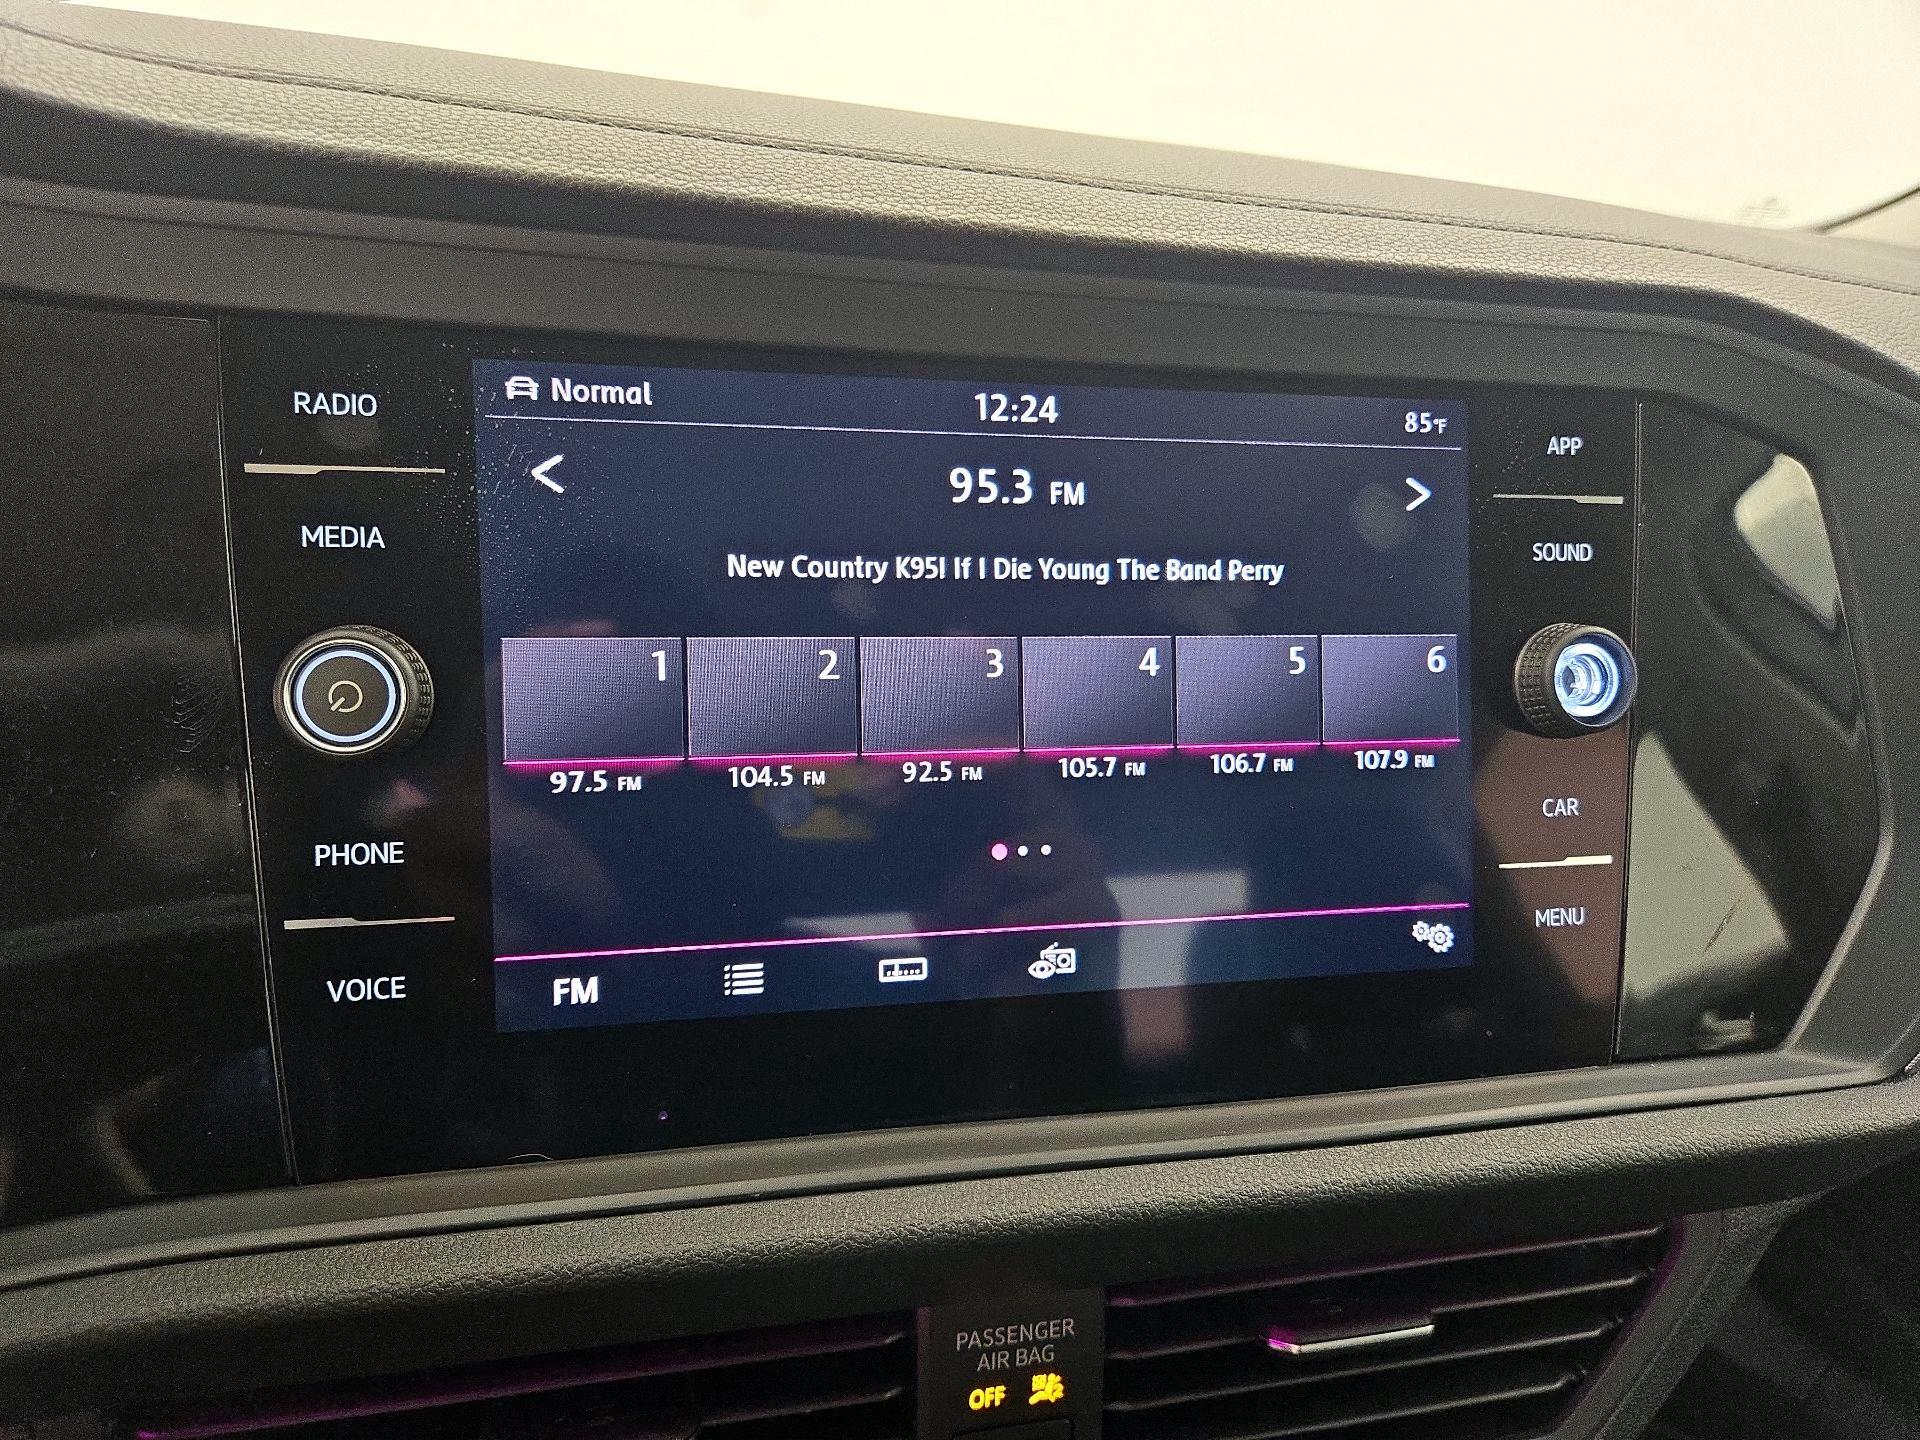 RADIO
MEDIA
PHONE
VOICE
Normal
12:24
85°F
95.3 FM
New Country K95! If I Die Young The Band Perry
1 2 3 4 5 6
97.5 FM 104.5 FM 92.5 FM 105.7 FM 106.7 FM 107.9 FM
FM
APP
SOUND
CAR
MENU
PASSENGER
AIR BAG
OFF